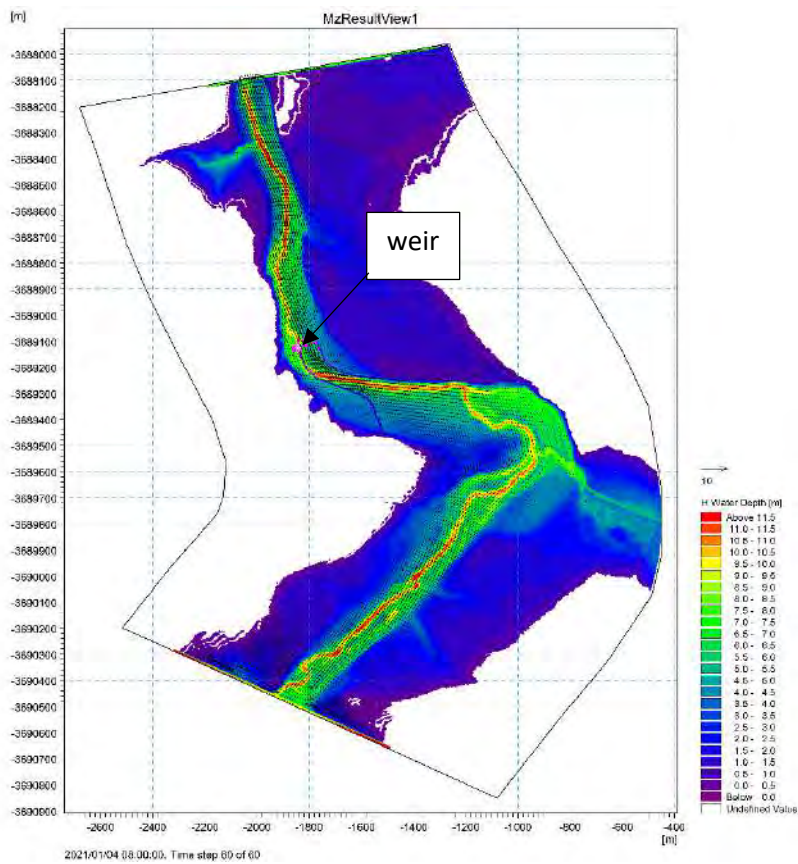 [m]
MzResultView1
-3688000
-3688100
-3688200
-3688300
-3688400
-3688500
-3688600
-3688700
-3688800
-3688900
-3689000
-3689100
-3689200
-3689300
-3689400
-3689500
-3689600
-3689700
-3689800
-3689900
-3690000
-3690100
-3690200
-3690300
-3690400
-3690500
-3690600
-3690700
-3690800
-3690900
weir
10
H Water Depth [m]
Above 11.5
11.0 - 11.5
10.5 - 11.0
10.0 - 10.5
9.5 - 10.0
9.0 - 9.5
8.5 - 9.0
8.0 - 8.5
7.5 - 8.0
7.0 - 7.5
6.5 - 7.0
6.0 - 6.5
5.5 - 6.0
5.0 - 5.5
4.5 - 5.0
4.0 - 4.5
3.5 - 4.0
3.0 - 3.5
2.5 - 3.0
2.0 - 2.5
1.5 - 2.0
1.0 - 1.5
0.5 - 1.0
0.0 - 0.5
Below 0.0
Undefined Value
-2600 -2400 -2200 -2000 -1800 -1600 -1400 -1200 -1000 -800 -600 -400
[m]
2021/01/04 08:00:00, Time step 60 of 60